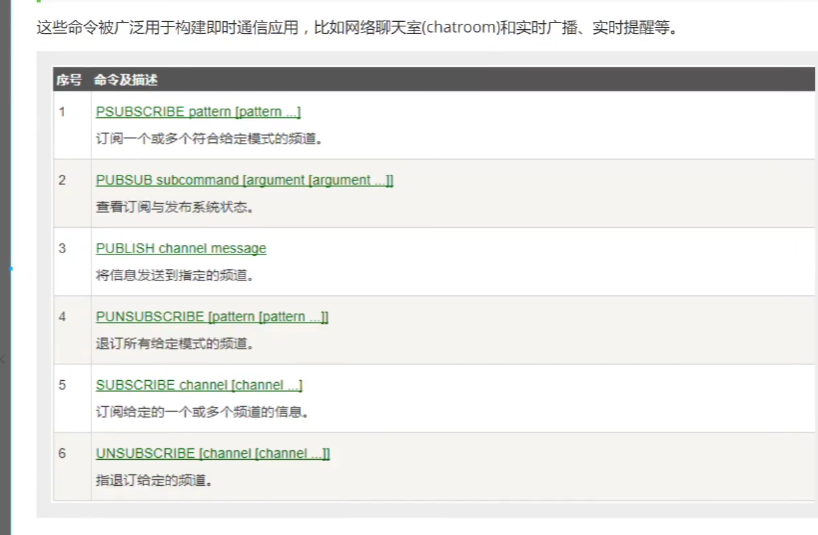 这些命令被广泛用于构建即时通信应用，比如网络聊天室(chatroom)和实时广播、实时提醒等。
序号 命令及描述
1 PSUBSCRIBE pattern [pattern ...]
订阅一个或多个符合给定模式的频道。
2 PUBSUB subcommand [argument [argument ...]]
查看订阅与发布系统状态。
3 PUBLISH channel message
将信息发送到指定的频道。
4 PUNSUBSCRIBE [pattern [pattern ...]]
退订所有给定模式的频道。
5 SUBSCRIBE channel [channel ...]
订阅给定的一个或多个频道的信息。
6 UNSUBSCRIBE [channel [channel ...]]
指退订给定的频道。